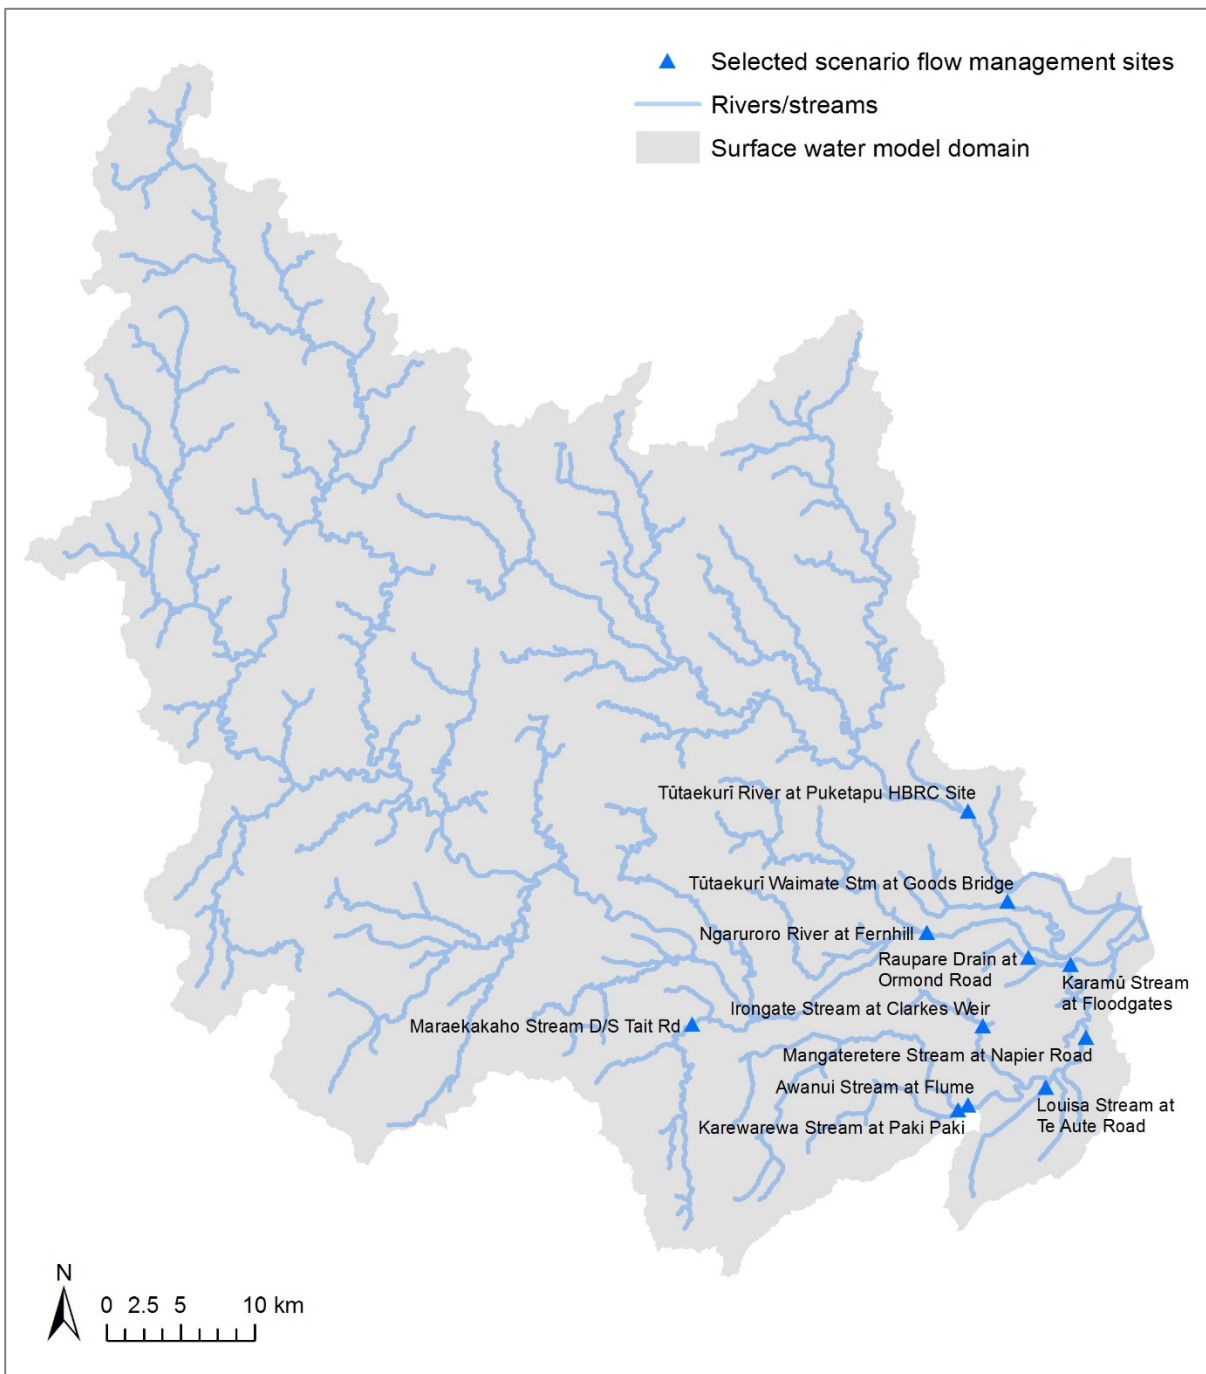 Selected scenario flow management sites
Rivers/streams
Surface water model domain
Tūtaekurī River at Puketapu HBRC Site
Tūtaekurī Waimate Stm at Goods Bridge
Ngaruroro River at Fernhill
Raupare Drain at
Ormond Road
Karamū Stream
at Floodgates
Irongate Stream at Clarkes Weir
Maraekakaho Stream D/S Tait Rd
Mangateretere Stream at Napier Road
Awanui Stream at Flume
Louisa Stream at
Te Aute Road
Karewarewa Stream at Paki Paki
N
0 2.5 5 10 km